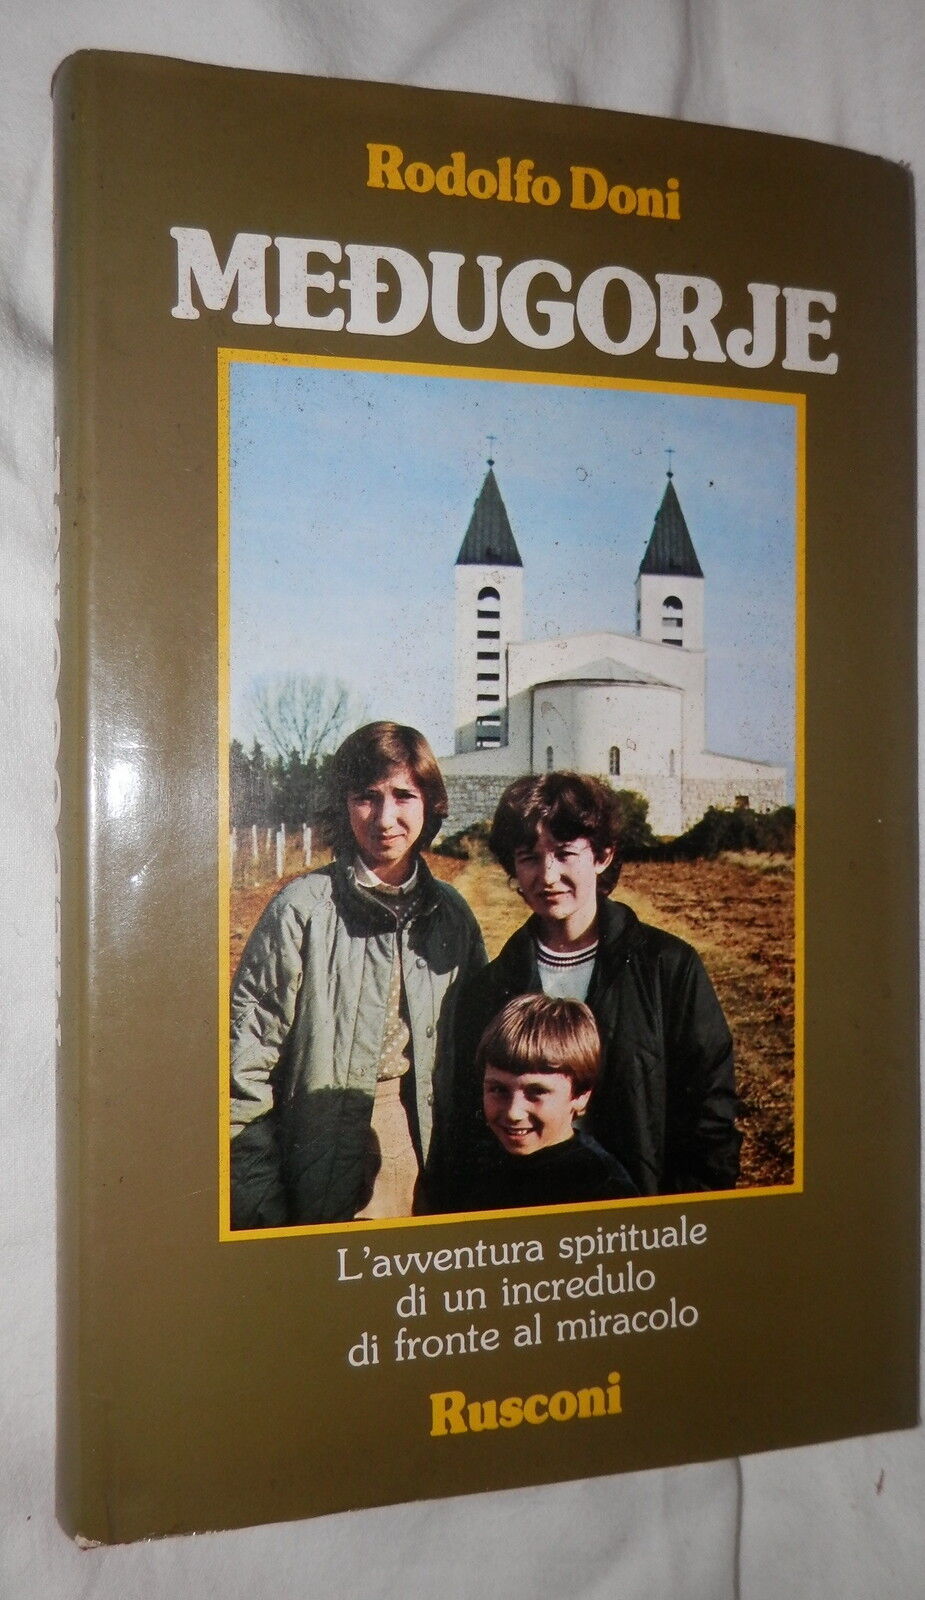 Rodolfo Doni
MEĐUGORJE
L'avventura spirituale
di un incredulo
di fronte al miracolo
Rusconi